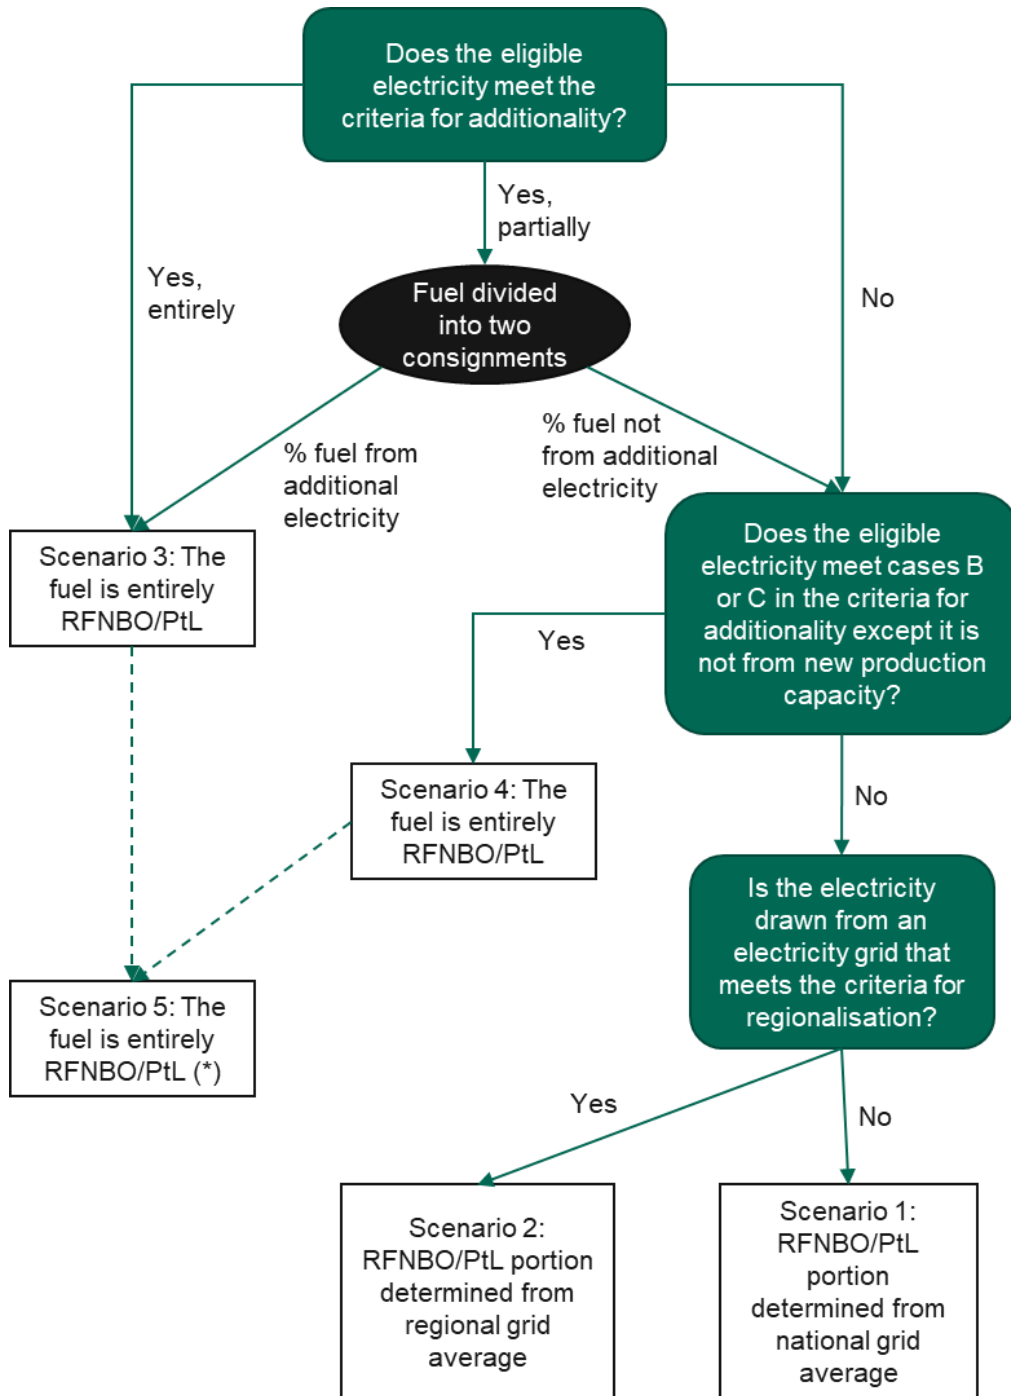 Does the eligible
electricity meet the
criteria for additionality?
Yes,
partially
Yes,
entirely
No
Fuel divided
into two
consignments
% fuel from
additional
electricity
% fuel not
from additional
electricity
Scenario 3: The
fuel is entirely
RFNBO/PtL
Does the eligible
electricity meet cases B
or C in the criteria for
additionality except it is
not from new production
capacity?
Yes
No
Scenario 4: The
fuel is entirely
RFNBO/PtL
Is the electricity
drawn from an
electricity grid that
meets the criteria for
regionalisation?
Scenario 5: The
fuel is entirely
RFNBO/PtL (*)
Yes
No
Scenario 2:
RFNBO/PtL portion
determined from
regional grid
average
Scenario 1:
RFNBO/PtL
portion
determined from
national grid
average